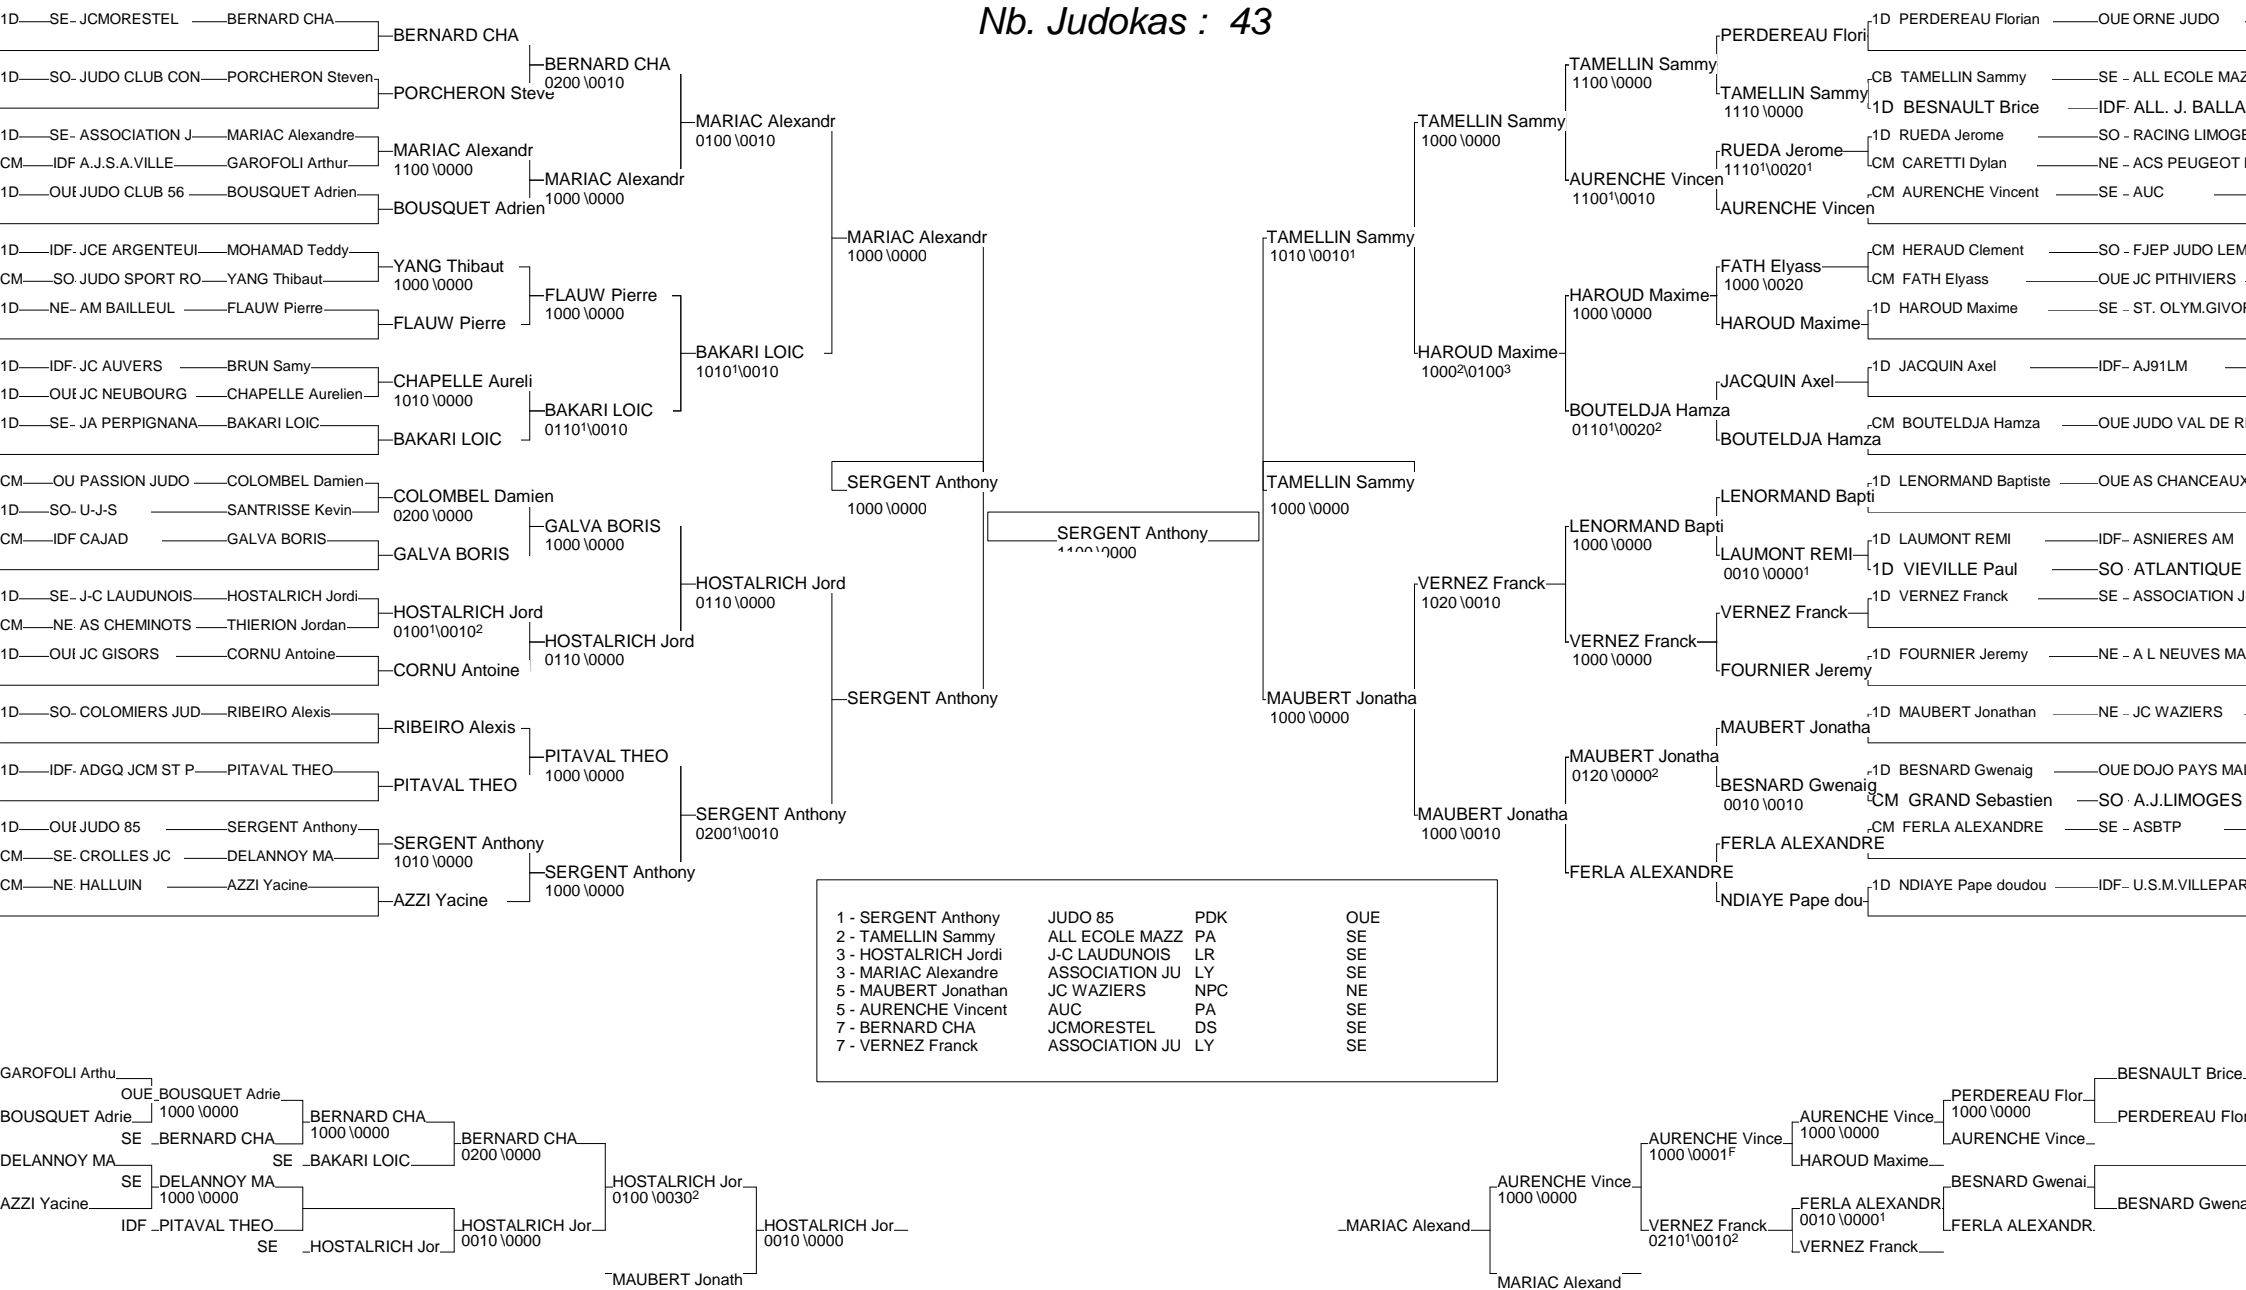 Nb. Judokas : 43
1D SE- JCMORESTEL BERNARD CHA
1D SO- JUDO CLUB CON PORCHERON Steven
1D SE- ASSOCIATION J MARIAC Alexandre
CM IDF A.J.S.A.VILLE GAROFOLI Arthur
1D OUE JUDO CLUB 56 BOUSQUET Adrien
1D IDF- JCE ARGENTEUI MOHAMAD Teddy
CM SO JUDO SPORT RO YANG Thibaut
1D NE- AM BAILLEUL FLAUW Pierre
1D IDF- JC AUVERS BRUN Samy
1D OUE JC NEUBOURG CHAPELLE Aurelien
1D SE- JA PERPIGNANA BAKARI LOIC
CM OU PASSION JUDO COLOMBEL Damien
1D SO- U-J-S SANTRISSE Kevin
CM IDF CAJAD GALVA BORIS
1D SE- J-C LAUDUNOIS HOSTALRICH Jordi
CM NE- AS CHEMINOTS THIERION Jordan
1D OUE JC GISORS CORNU Antoine
1D SO- COLOMIERS JUD RIBEIRO Alexis
1D IDF- ADGQ JCM ST P PITAVAL THEO
1D OUE JUDO 85 SERGENT Anthony
CM SE- CROLLES JC DELANNOY MA
CM NE- HALLUIN AZZI Yacine
BERNARD CHA
PORCHERON Steve
MARIAC Alexandr
1100 \0000
BOUSQUET Adrien
YANG Thibaut
1000 \0000
FLAUW Pierre
CHAPELLE Aureli
1010 \0000
BAKARI LOIC
COLOMBEL Damien
0200 \0000
GALVA BORIS
HOSTALRICH Jord
0100¹\0010²
CORNU Antoine
RIBEIRO Alexis
PITAVAL THEO
SERGENT Anthony
1010 \0000
AZZI Yacine
BERNARD CHA
0200 \0010
MARIAC Alexandr
1000 \0000
FLAUW Pierre
1000 \0000
BAKARI LOIC
0110¹\0010
GALVA BORIS
1000 \0000
HOSTALRICH Jord
0110 \0000
PITAVAL THEO
1000 \0000
SERGENT Anthony
1000 \0000
MARIAC Alexandr
0100 \0010
BAKARI LOIC
1010¹\0010
HOSTALRICH Jord
0110 \0000
SERGENT Anthony
0200¹\0010
MARIAC Alexandr
1000 \0000
SERGENT Anthony
1000 \0000
SERGENT Anthony
SERGENT Anthony
1100 \0000
TAMELLIN Sammy
1010 \0010¹
TAMELLIN Sammy
1000 \0000
MAUBERT Jonatha
1000 \0000
TAMELLIN Sammy
1000 \0000
HAROUD Maxime
1000²\0100³
VERNEZ Franck
1020 \0010
MAUBERT Jonatha
1000 \0010
TAMELLIN Sammy
1100 \0000
AURENCHE Vincen
1100¹\0010
HAROUD Maxime
1000 \0000
BOUTELDJA Hamza
0110¹\0020²
LENORMAND Bapti
1000 \0000
VERNEZ Franck
1000 \0000
MAUBERT Jonatha
0120 \0000²
FERLA ALEXANDRE
PERDEREAU Flori
TAMELLIN Sammy
1110 \0000
RUEDA Jerome
1110¹\0020¹
AURENCHE Vincen
FATH Elyass
1000 \0020
HAROUD Maxime
JACQUIN Axel
BOUTELDJA Hamza
LENORMAND Bapti
LAUMONT REMI
0010 \0000¹
VERNEZ Franck
FOURNIER Jeremy
MAUBERT Jonatha
BESNARD Gwenaig
0010 \0010
FERLA ALEXANDRE
NDIAYE Pape dou
1D PERDEREAU Florian OUE ORNE JUDO
CB TAMELLIN Sammy SE - ALL ECOLE MAZ
1D BESNAULT Brice IDF- ALL. J. BALLA
1D RUEDA Jerome SO - RACING LIMOGE
CM CARETTI Dylan NE - ACS PEUGEOT
CM AURENCHE Vincent SE - AUC
CM HERAUD Clement SO - FJEP JUDO LEM
CM FATH Elyass OUE JC PITHIVIERS
1D HAROUD Maxime SE - ST. OLYM.GIVO
1D JACQUIN Axel IDF- AJ91LM
CM BOUTELDJA Hamza OUE JUDO VAL DE
1D LENORMAND Baptiste OUE AS CHANCEAUX
1D LAUMONT REMI IDF- ASNIERES AM
1D VIEVILLE Paul SO - ATLANTIQUE
1D VERNEZ Franck SE - ASSOCIATION
1D FOURNIER Jeremy NE - A L NEUVES MA
1D MAUBERT Jonathan NE - JC WAZIERS
1D BESNARD Gwenaig OUE DOJO PAYS
CM GRAND Sebastien SO - A.J.LIMOGES
CM FERLA ALEXANDRE SE - ASBTP
1D NDIAYE Pape doudou IDF- U.S.M.VILLEPAR
1 - SERGENT Anthony JUDO 85 PDK OUE
2 - TAMELLIN Sammy ALL ECOLE MAZZ PA SE
3 - HOSTALRICH Jordi J-C LAUDUNOIS LR SE
3 - MARIAC Alexandre ASSOCIATION JU LY SE
5 - MAUBERT Jonathan JC WAZIERS NPC NE
5 - AURENCHE Vincent AUC PA SE
7 - BERNARD CHA JCMORESTEL DS SE
7 - VERNEZ Franck ASSOCIATION JU LY SE
GAROFOLI Arthu
BOUSQUET Adrie
DELANNOY MA
AZZI Yacine
OUE BOUSQUET Adrie
1000 \0000
SE BERNARD CHA
SE DELANNOY MA
1000 \0000
IDF PITAVAL THEO
BERNARD CHA
1000 \0000
SE BAKARI LOIC
SE HOSTALRICH Jor
BERNARD CHA
0200 \0000
HOSTALRICH Jor
0010 \0000
HOSTALRICH Jor
0100 \0030²
MAUBERT Jonath
HOSTALRICH Jor
0010 \0000
MARIAC Alexand
AURENCHE Vince
1000 \0000
MARIAC Alexand
AURENCHE Vince
1000 \0001F
VERNEZ Franck
0210¹\0010²
AURENCHE Vince
1000 \0000
HAROUD Maxime
FERLA ALEXANDR
0010 \0000¹
VERNEZ Franck
PERDEREAU Flor
1000 \0000
AURENCHE Vince
BESNARD Gwenai
FERLA ALEXANDR
BESNAULT Brice
PERDEREAU Flor
BESNARD Gwena